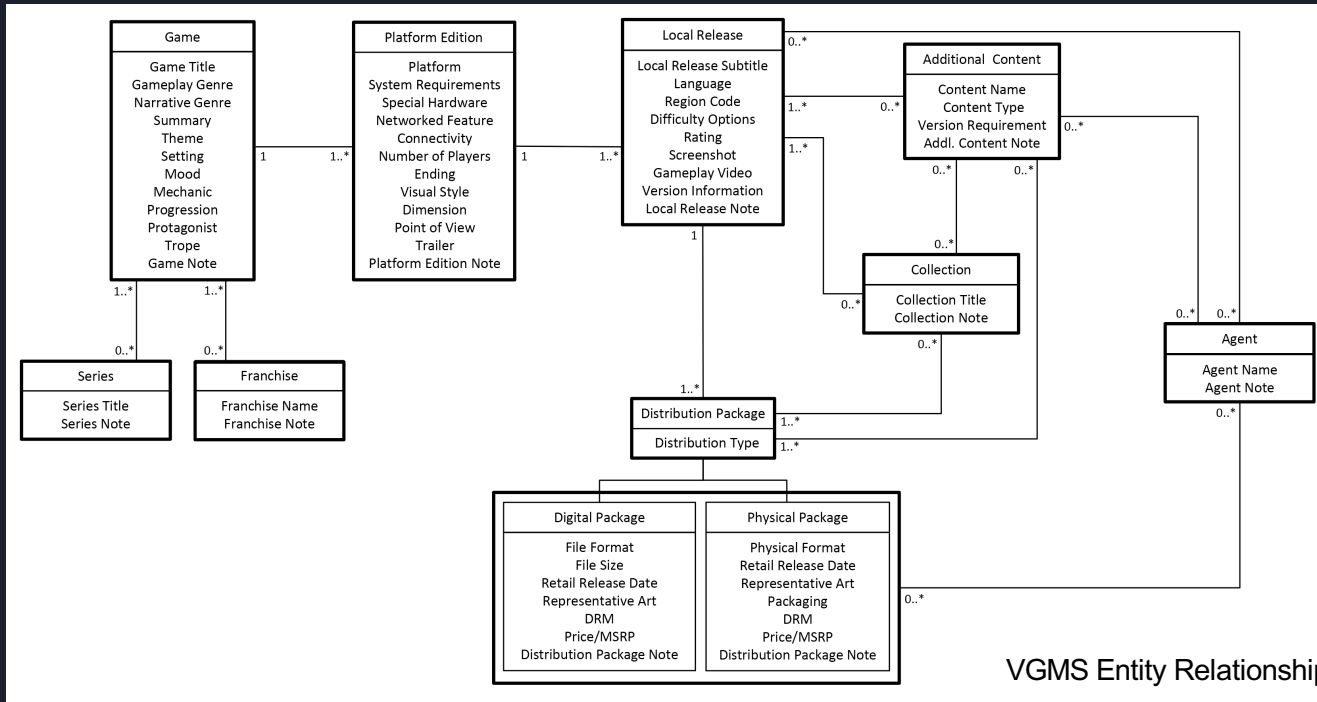 Game
Game Title
Gameplay Genre
Narrative Genre
Summary
Theme
Setting
Mood
Mechanic
Progression
Protagonist
Trope
Game Note
1
1..*
1..*
1..*
Platform Edition
Platform
System Requirements
Special Hardware
Networked Feature
Connectivity
Number of Players
Ending
Visual Style
Dimension
Point of View
Trailer
Platform Edition Note
1
1..*
Local Release
Local Release Subtitle
Language
Region Code
Difficulty Options
Rating
Screenshot
Gameplay Video
Version Information
Local Release Note
0..*
1..*
1..*
1
0..*
Additional Content
Content Name
Content Type
Version Requirement
Addl. Content Note
0..*
0..*
0..*
0..*
Collection
Collection Title
Collection Note
0..*
0..*
0..*
0..*
Agent
Agent Name
Agent Note
0..*
0..*
Series
Series Title
Series Note
0..*
Franchise
Franchise Name
Franchise Note
1..*
Distribution Package
Distribution Type
1..*
1..*
Digital Package
File Format
File Size
Retail Release Date
Representative Art
DRM
Price/MSRP
Distribution Package Note
Physical Package
Physical Format
Retail Release Date
Representative Art
Packaging
DRM
Price/MSRP
Distribution Package Note
0..*
VGMS Entity Relationship